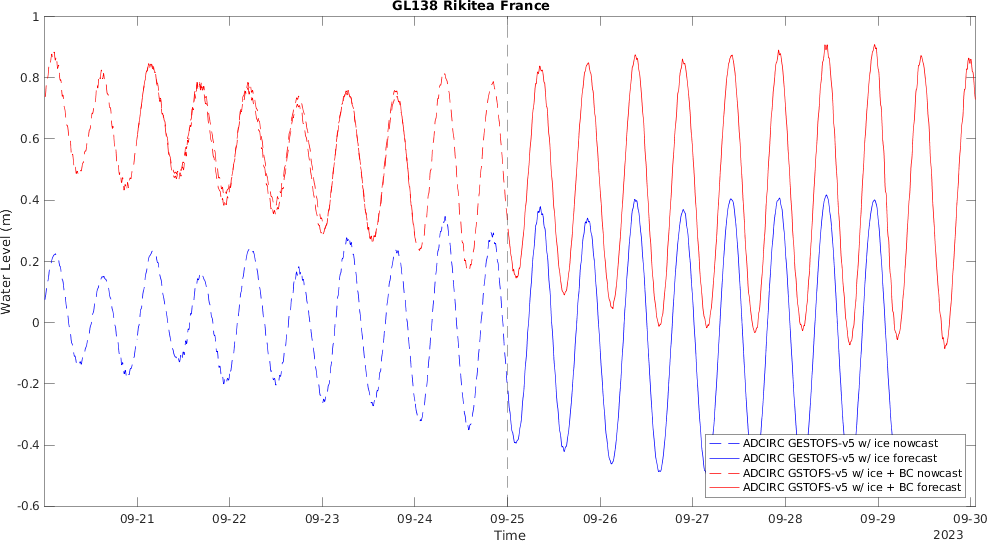 GL138 Rikitea France
1
0.8
0.6
0.4
0.2
0
-0.2
-0.4
-0.6
Water Level (m)
ADCIRC GESTOFS-v5 w/ ice nowcast
ADCIRC GESTOFS-v5 w/ ice forecast
ADCIRC GSTOFS-v5 w/ ice + BC nowcast
ADCIRC GSTOFS-v5 w/ ice + BC forecast
09-21 09-22 09-23 09-24 09-25 09-26 09-27 09-28 09-29 09-30
Time
2023